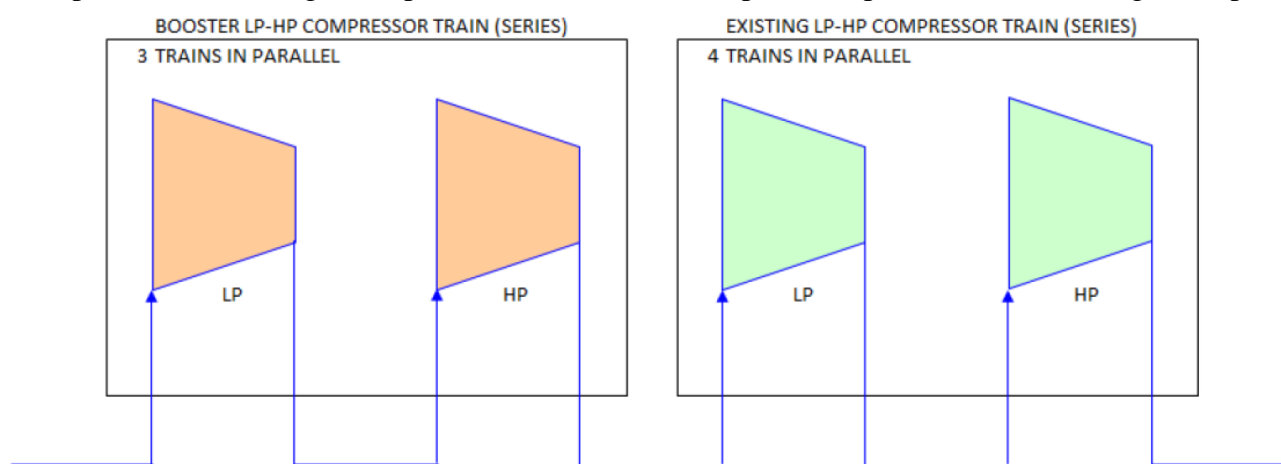 BOOSTER LP-HP COMPRESSOR TRAIN (SERIES)
3 TRAINS IN PARALLEL
LP
HP
EXISTING LP-HP COMPRESSOR TRAIN (SERIES)
4 TRAINS IN PARALLEL
LP
HP